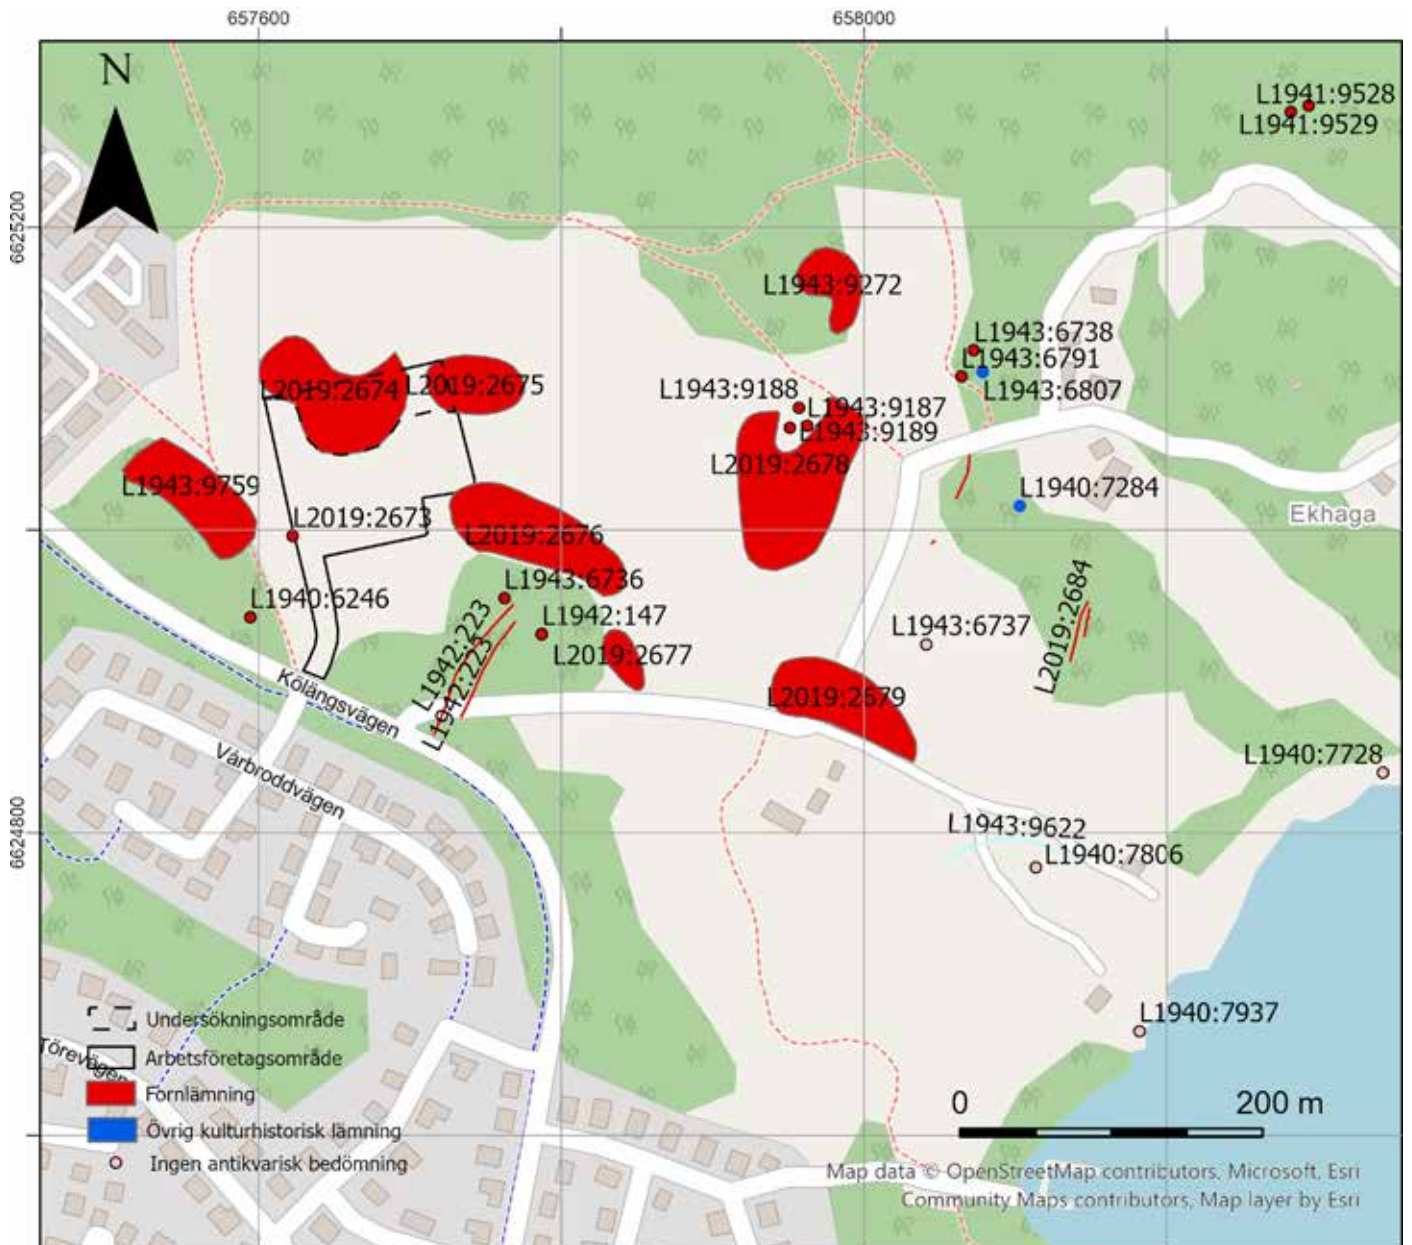 657600
658000
N
L1941:9528
L1941:9529
6625200
L1943:9272
L1943:6738
L1943:6791
L1943:6807
L2019:2674
L2019:2675
L1943:9188
L1943:9187
L1943:9189
L2019:2678
L1943:9759
L1940:7284
Ekhaga
L2019:2673
L2019:2676
L1943:6736
L1940:6246
L1942:147
L1943:6737
L2019:2684
L1942:223
L1942:223
L2019:2677
L2019:2679
Kölängsvägen
Vårbroddvägen
L1940:7728
6624800
L1943:9622
L1940:7806
L1940:7937
Undersökningsområde
Törevägen
Arbetsföretagsområde
Fornlämning
Övrig kulturhistorisk lämning
Ingen antikvarisk bedömning
0 200 m
Map data © OpenStreetMap contributors, Microsoft, Esri
Community Maps contributors, Map layer by Esri